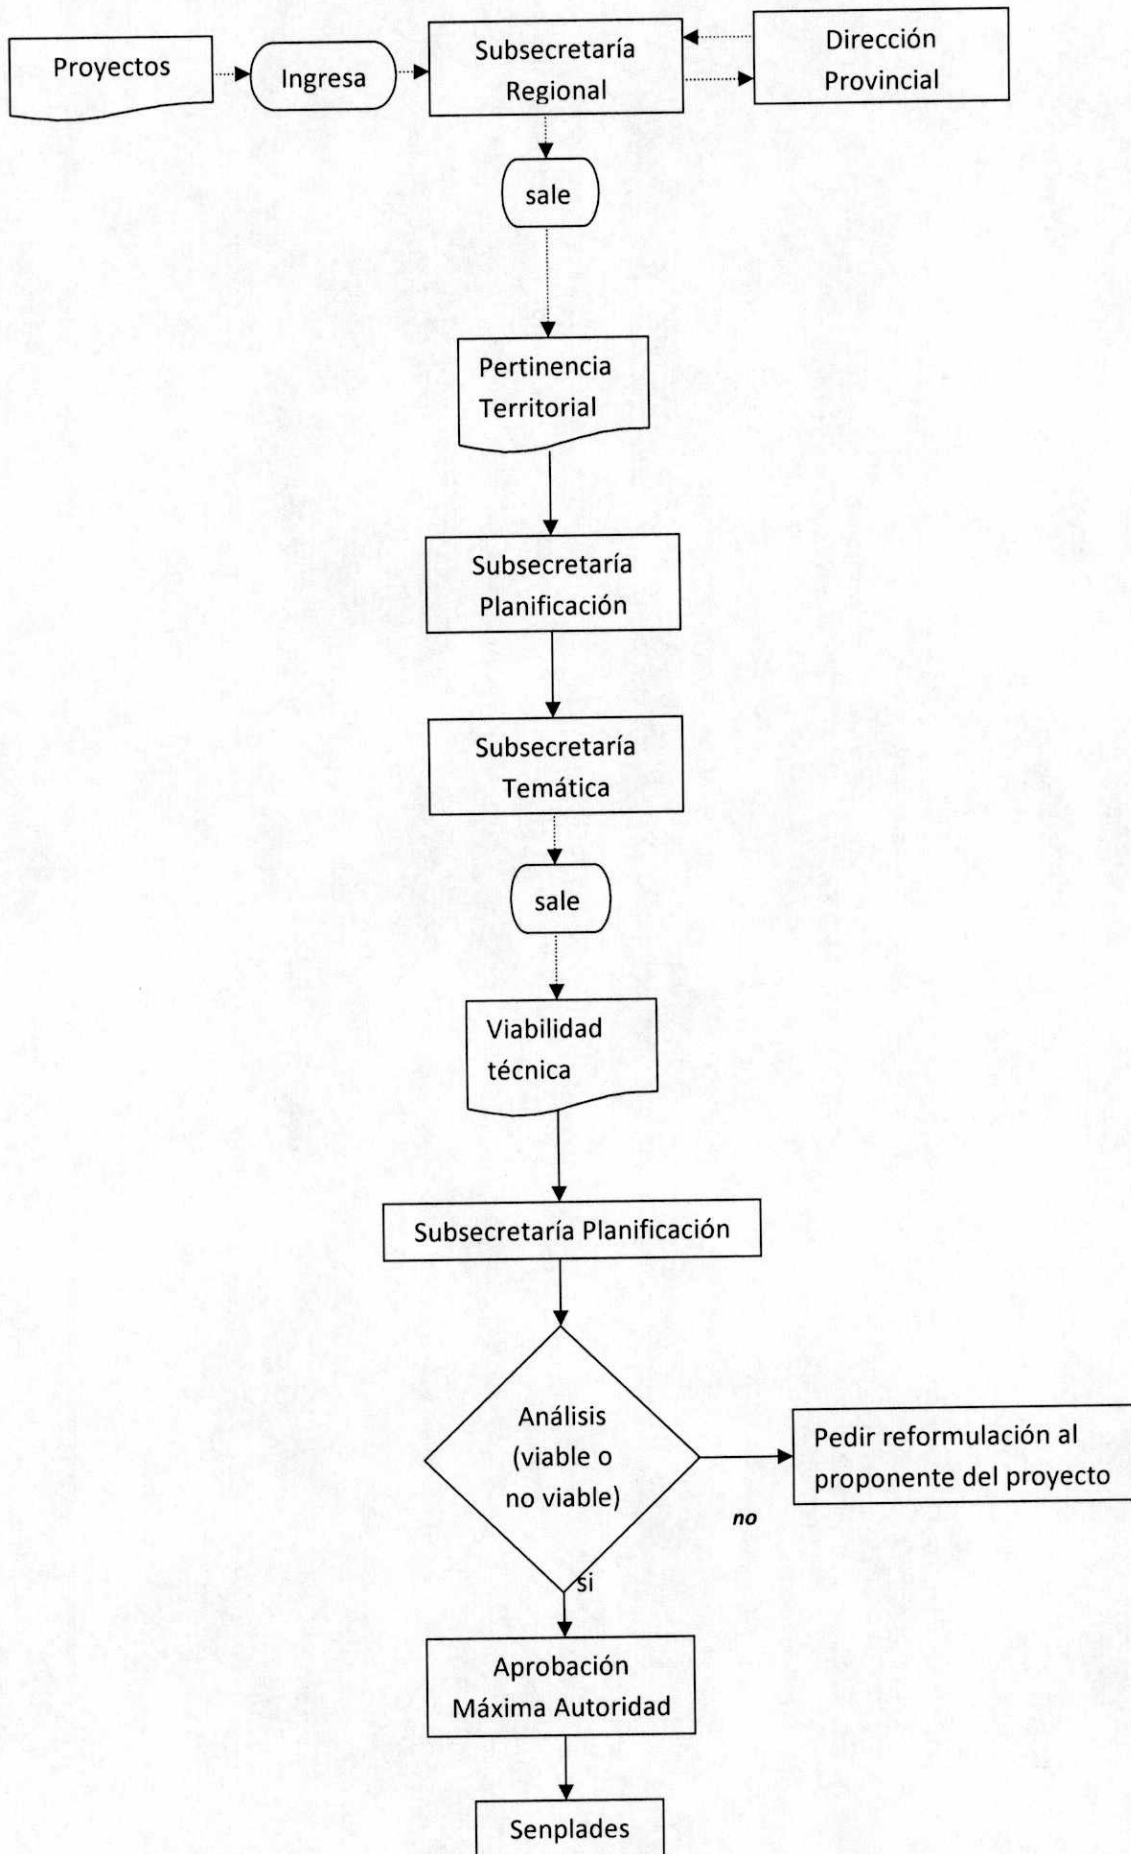 Proyectos
Ingresa
Subsecretaría
Regional
Dirección
Provincial
sale
Pertinencia
Territorial
Subsecretaría
Planificación
Subsecretaría
Temática
sale
Viabilidad
técnica
Subsecretaría Planificación
Análisis
(viable o
no viable)
no
Pedir reformulación al
proponente del proyecto
si
Aprobación
Máxima Autoridad
Senplades